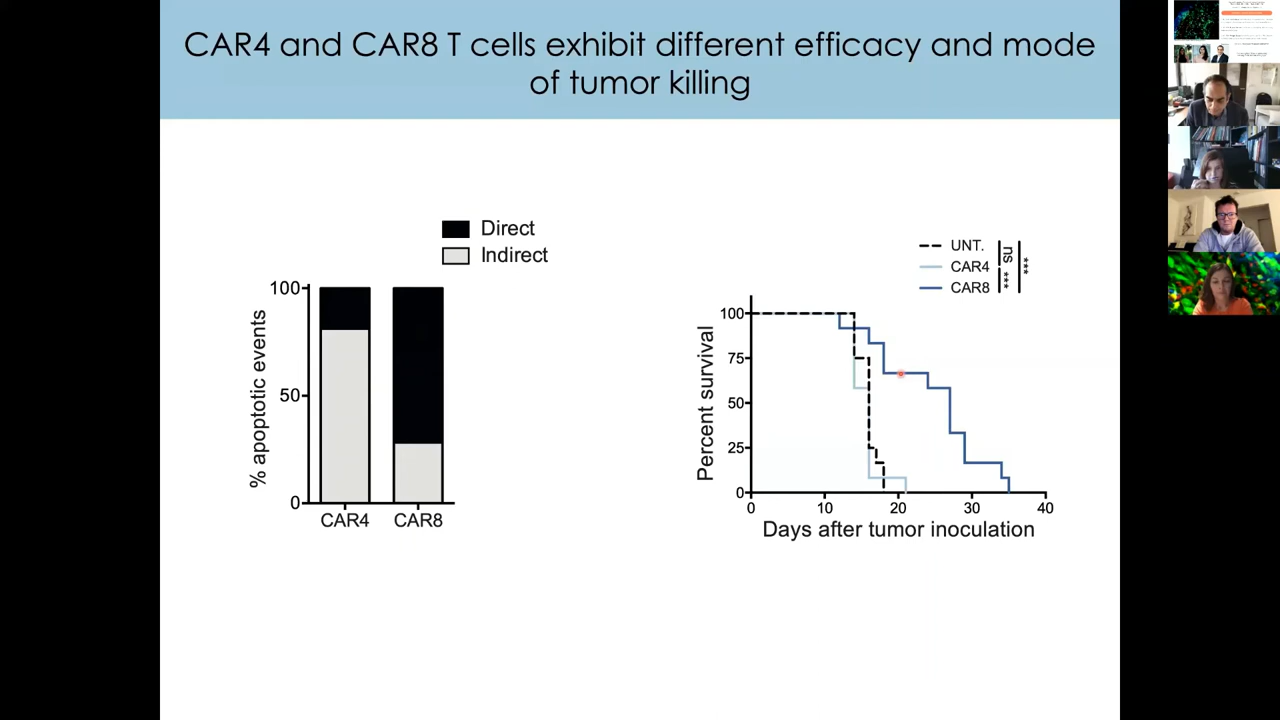 CAR4 and CAR8 T cells exhibit different efficacy and mode
of tumor killing
Direct
Indirect
% apoptotic events
100
50
0
CAR4 CAR8
UNT.
CAR4
CAR8
ns
***
***
Percent survival
100
75
50
25
0
0 10 20 30 40
Days after tumor inoculation